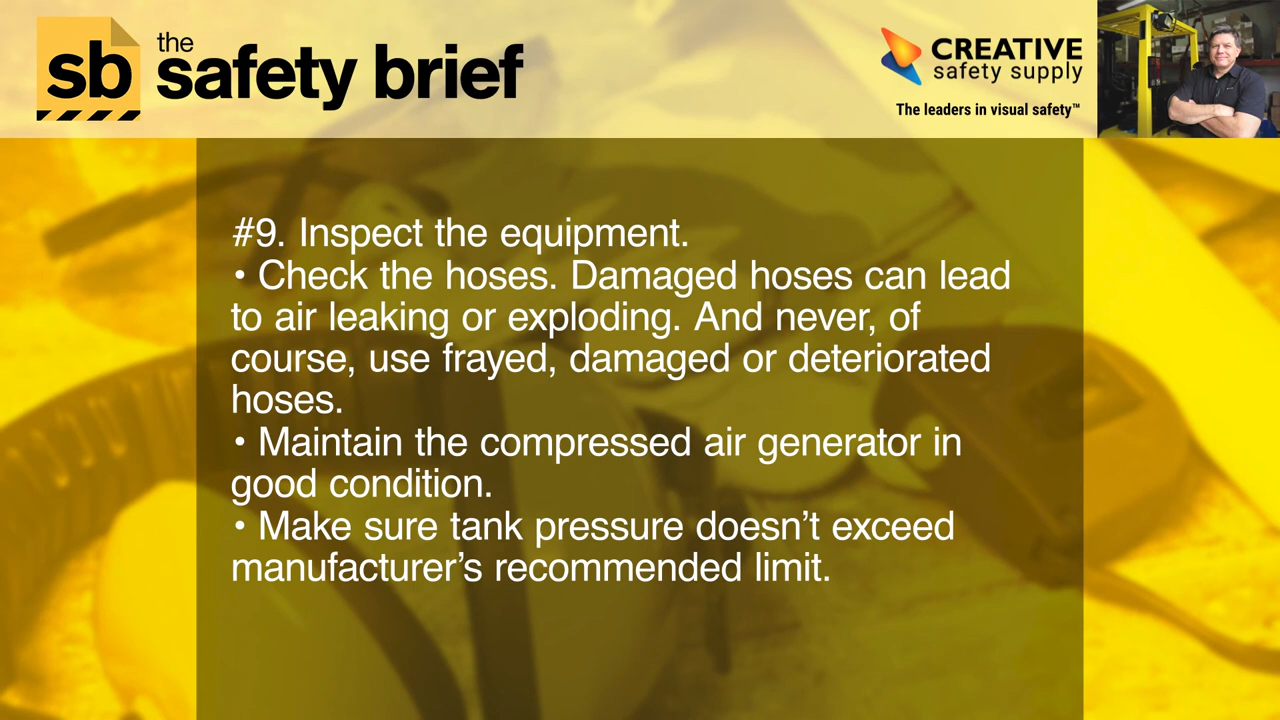 sb
the
safety brief
CREATIVE
safety supply
The leaders in visual safety™
#9. Inspect the equipment.
• Check the hoses. Damaged hoses can lead
to air leaking or exploding. And never, of
course, use frayed, damaged or deteriorated
hoses.
• Maintain the compressed air generator in
good condition.
• Make sure tank pressure doesn’t exceed
manufacturer’s recommended limit.